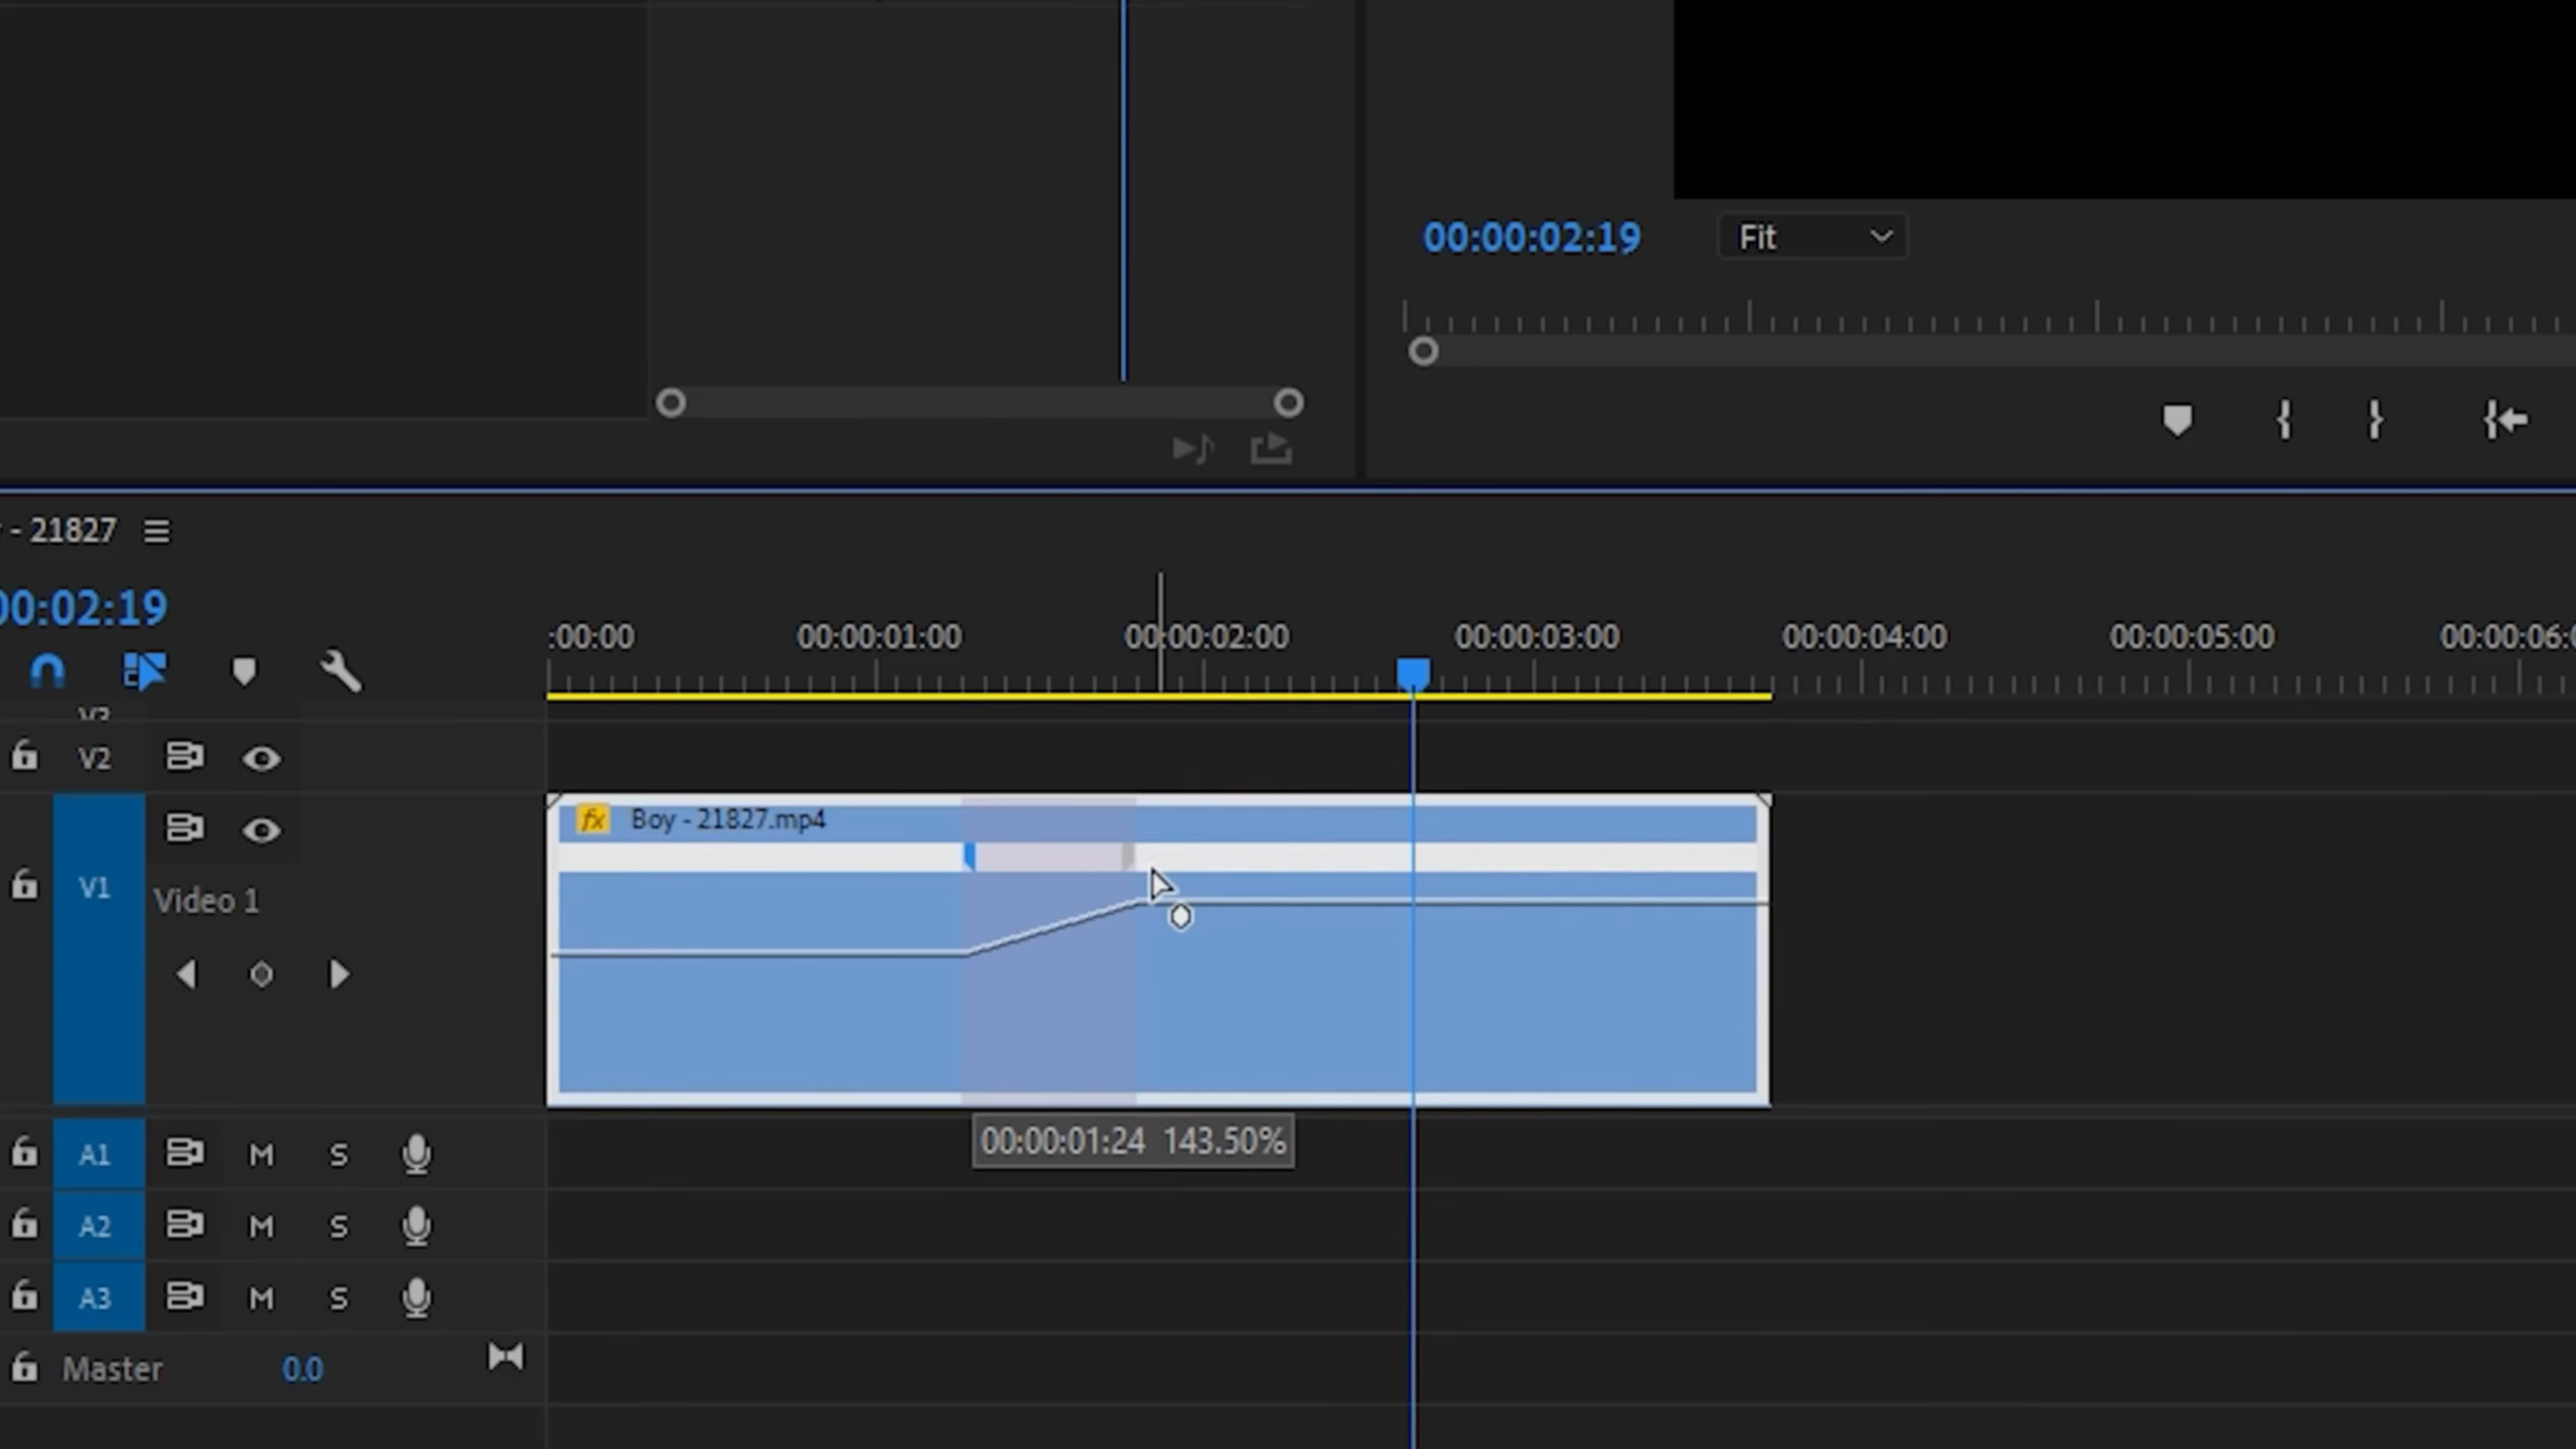 00:00:02:19 Fit
- 21827
00:02:19
:00:00 00:00:01:00 00:00:02:00 00:00:03:00 00:00:04:00 00:00:05:00 00:00:06:0
V3
V2
fx Boy - 21827.mp4
V1 Video 1
00:00:01:24 143.50%
A1 M S
A2 M S
A3 M S
Master 0.0